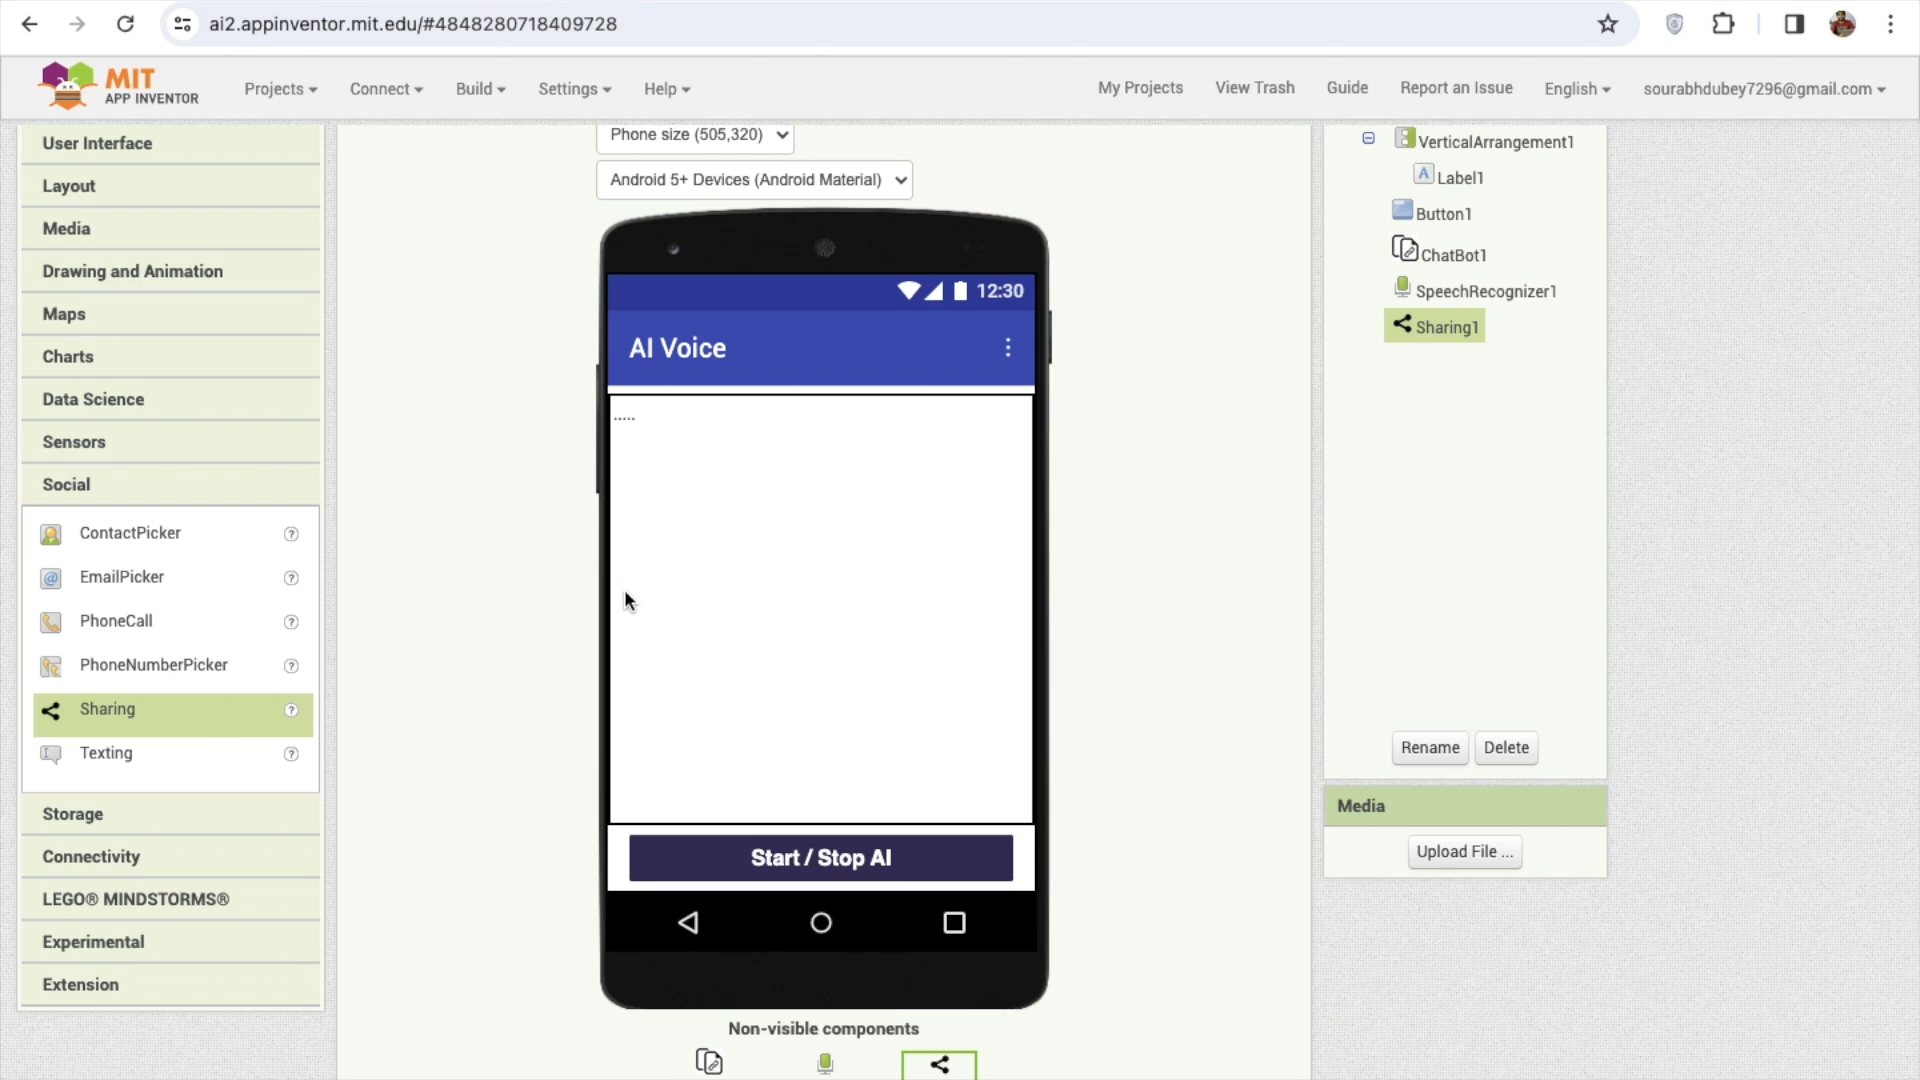 ai2.appinventor.mit.edu/#4848280718409728
MIT
APP INVENTOR
Projects
Connect
Build
Settings
Help
My Projects
View Trash
Guide
Report an Issue
English
sourabhdubey7296@gmail.com
User Interface
Layout
Media
Drawing and Animation
Maps
Charts
Data Science
Sensors
Social
ContactPicker ?
EmailPicker ?
PhoneCall ?
PhoneNumberPicker ?
Sharing ?
Texting ?
Storage
Connectivity
LEGO® MINDSTORMS®
Experimental
Extension
Phone size (505,320)
Android 5+ Devices (Android Material)
12:30
AI Voice
.....
Start / Stop AI
Non-visible components
VerticalArrangement1
A Label1
Button1
ChatBot1
SpeechRecognizer1
Sharing1
Rename
Delete
Media
Upload File ...